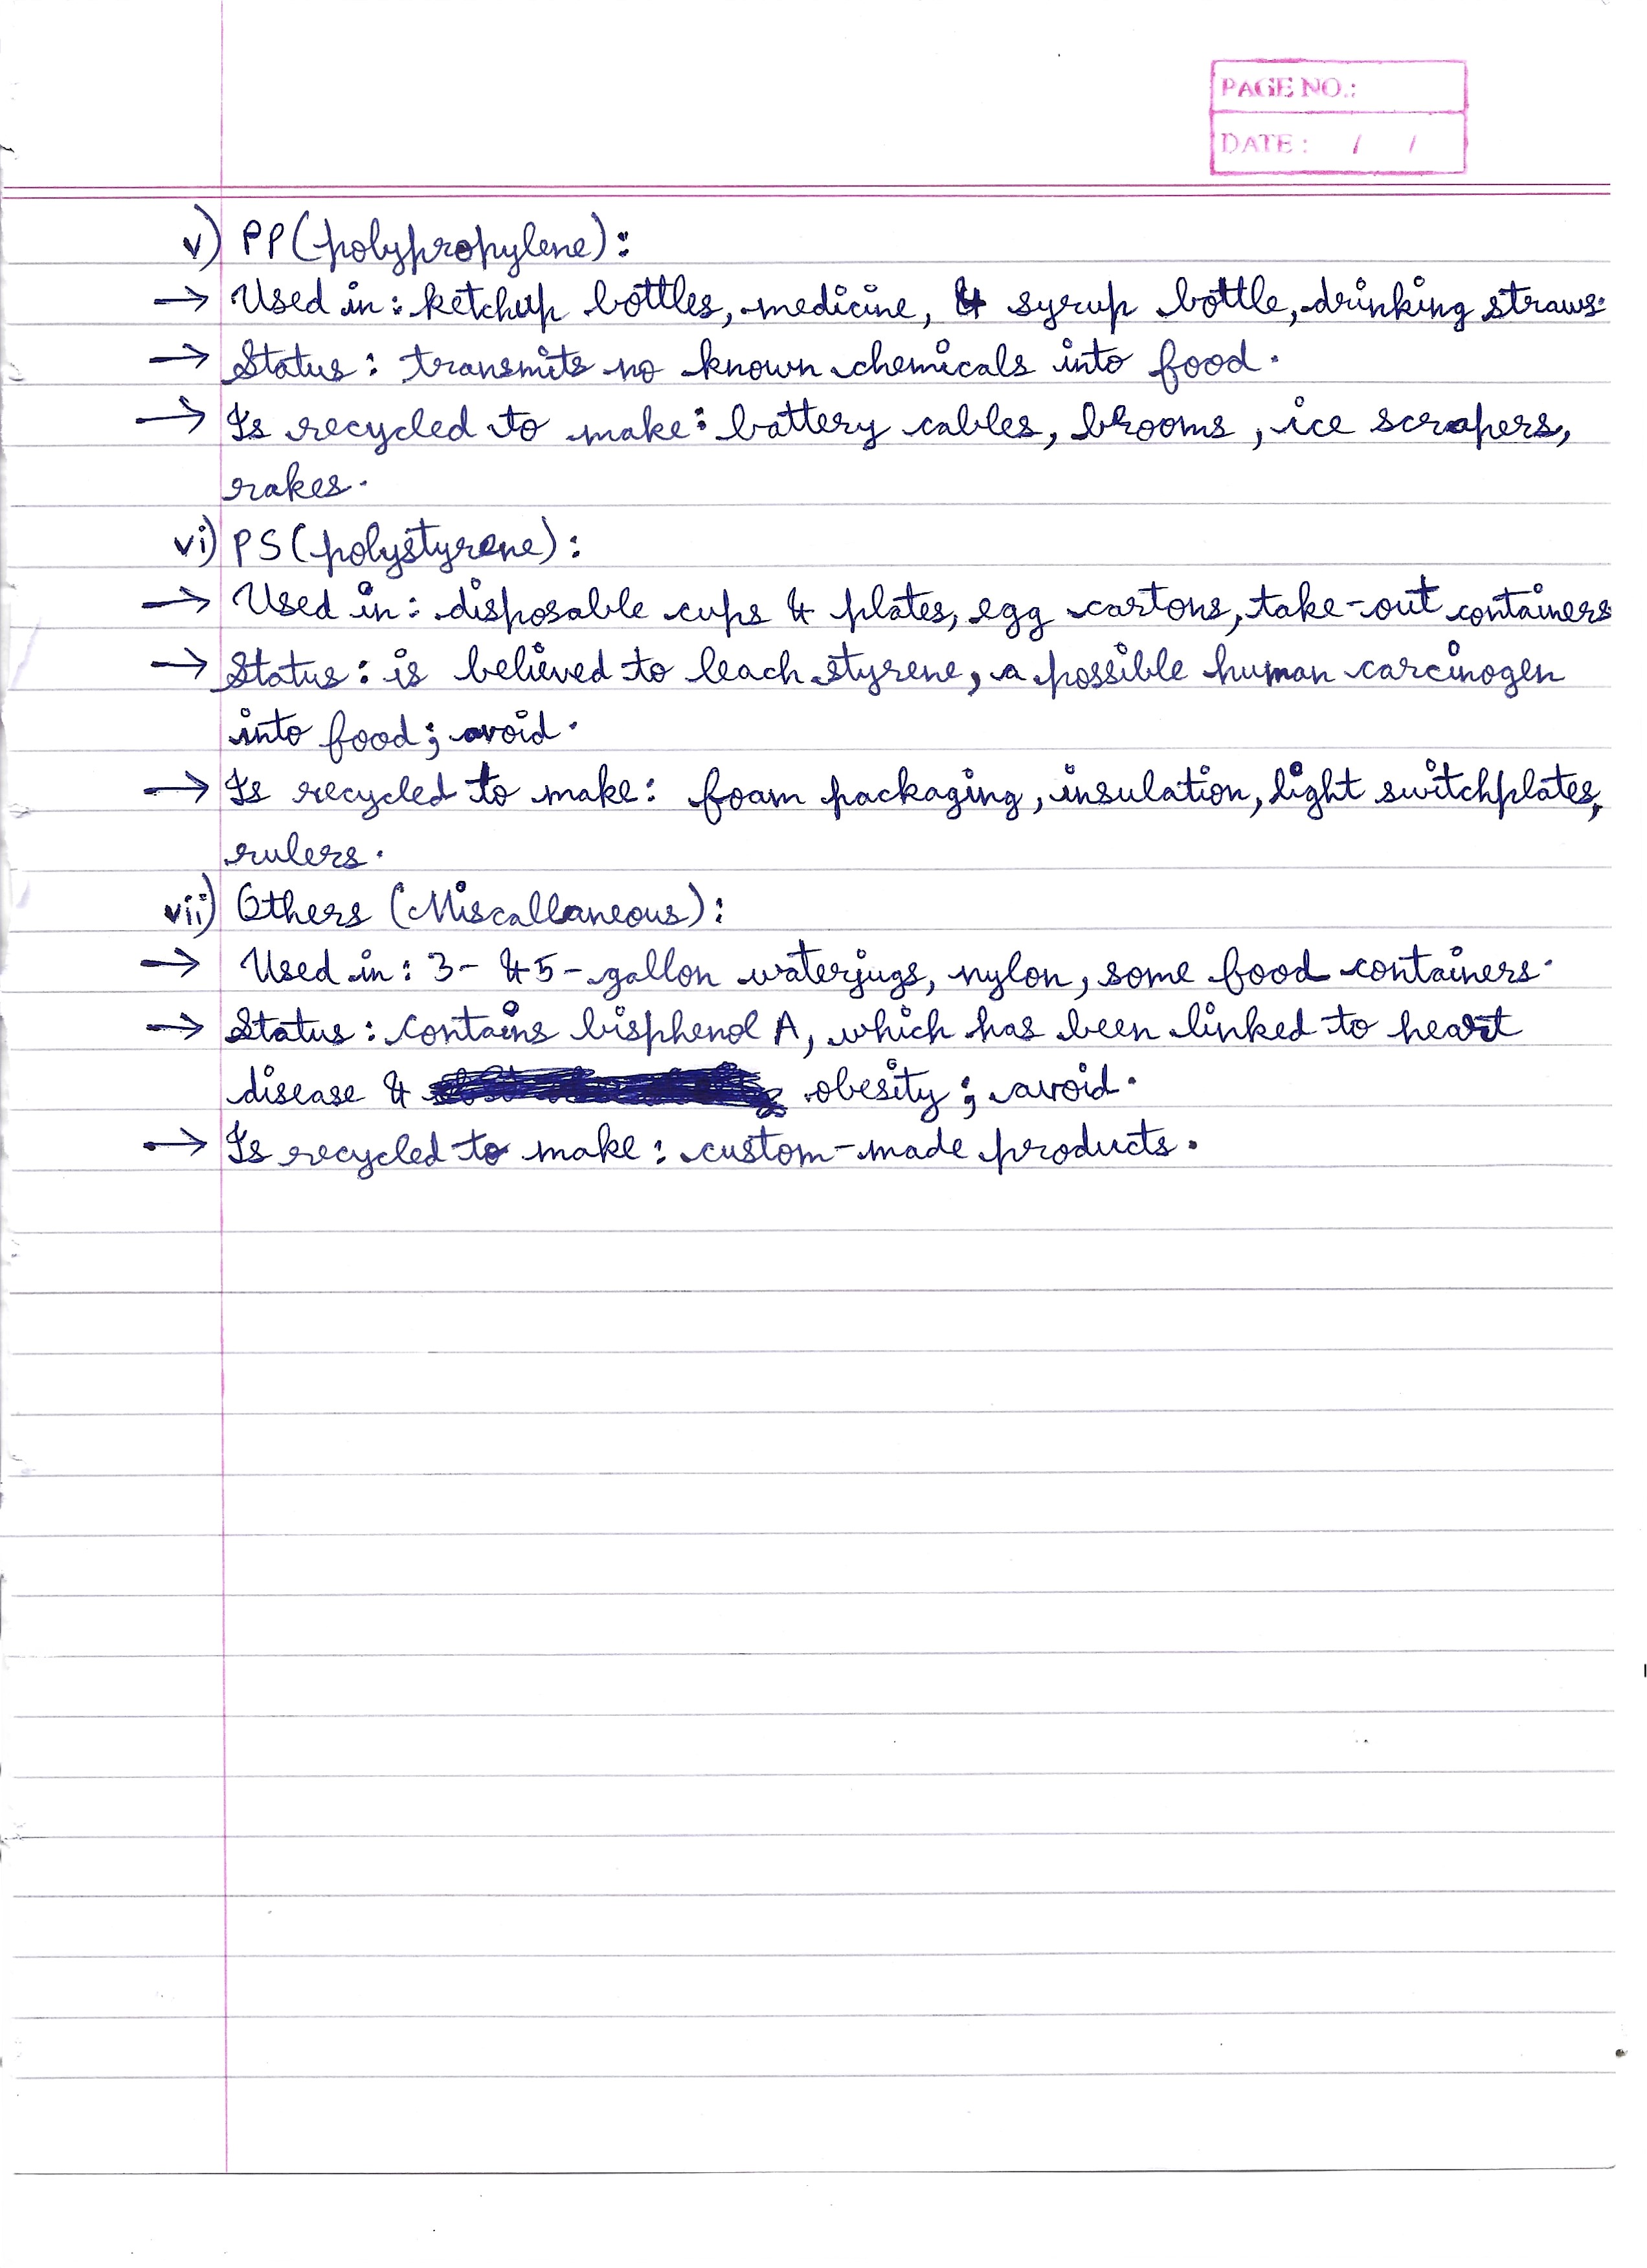 PAGE NO.:
DATE: / /
v) PP (polypropylene):
→ Used in: ketchup bottles, medicine, & syrup bottle, drinking straws.
→ Status: transmits no known chemicals into food.
→ Is recycled to make: battery cables, brooms, ice scrapers,
rakes.
vi) PS (polystyrene):
→ Used in: disposable cups & plates, egg cartons, take-out containers
→ Status: is believed to leach styrene, a possible human carcinogen
into food; avoid.
→ Is recycled to make: foam packaging, insulation, light switchplates,
rulers.
vii) Others (Miscallaneous):
→ Used in: 3- & 5-gallon waterjugs, nylon, some food containers.
→ Status: contains bisphenol A, which has been linked to heart
disease & obesity; avoid.
→ Is recycled to make: custom-made products.